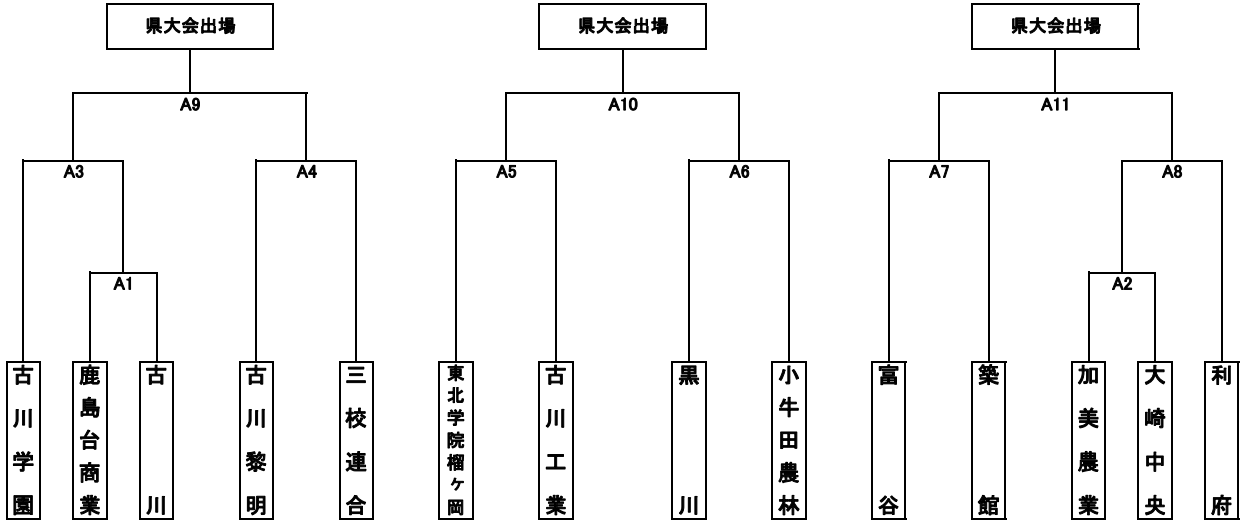 県大会出場
県大会出場
県大会出場
A9
A10
A11
A3
A4
A5
A6
A7
A8
A1
A2
古川学園
鹿島台商業
古川
古川黎明
三校連合
東北学院榴ヶ岡
古川工業
黒川
小牛田農林
富谷
築館
加美農業
大崎中央
利府